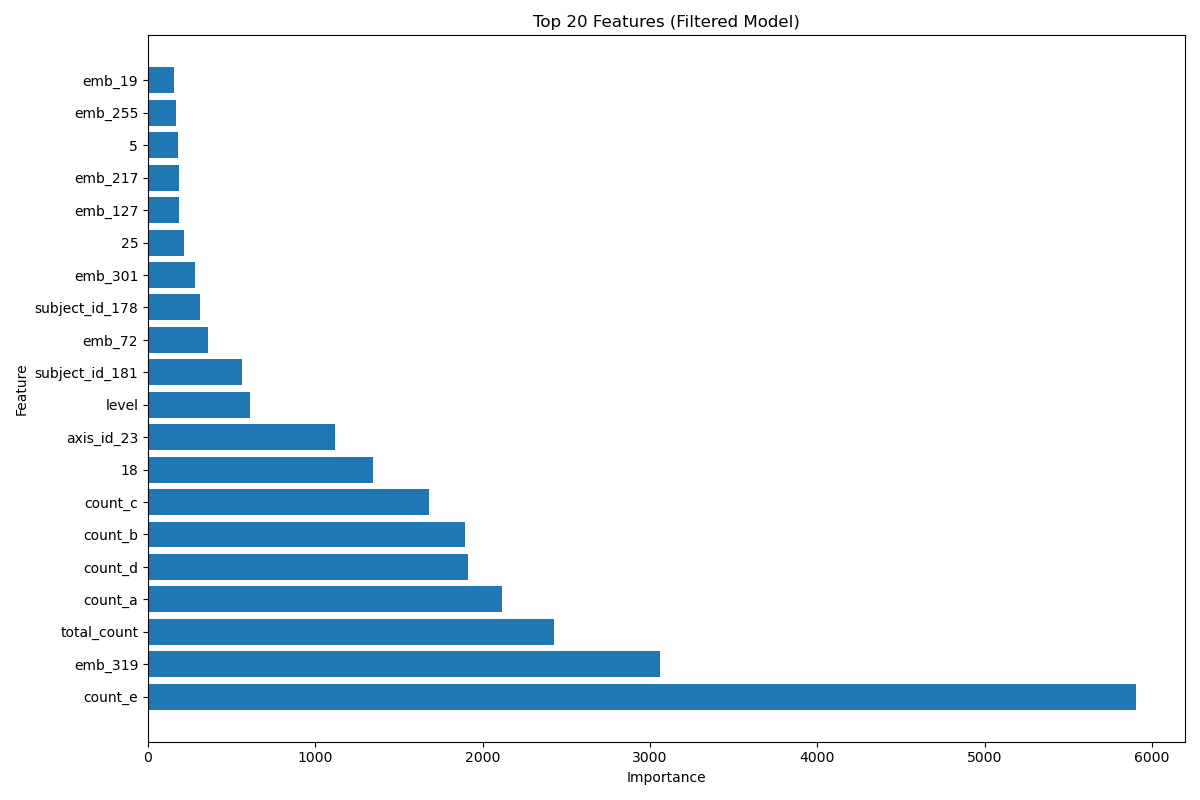 Top 20 Features (Filtered Model)
Feature
emb_19
emb_255
5
emb_217
emb_127
25
emb_301
subject_id_178
emb_72
subject_id_181
level
axis_id_23
18
count_c
count_b
count_d
count_a
total_count
emb_319
count_e
0 1000 2000 3000 4000 5000 6000
Importance